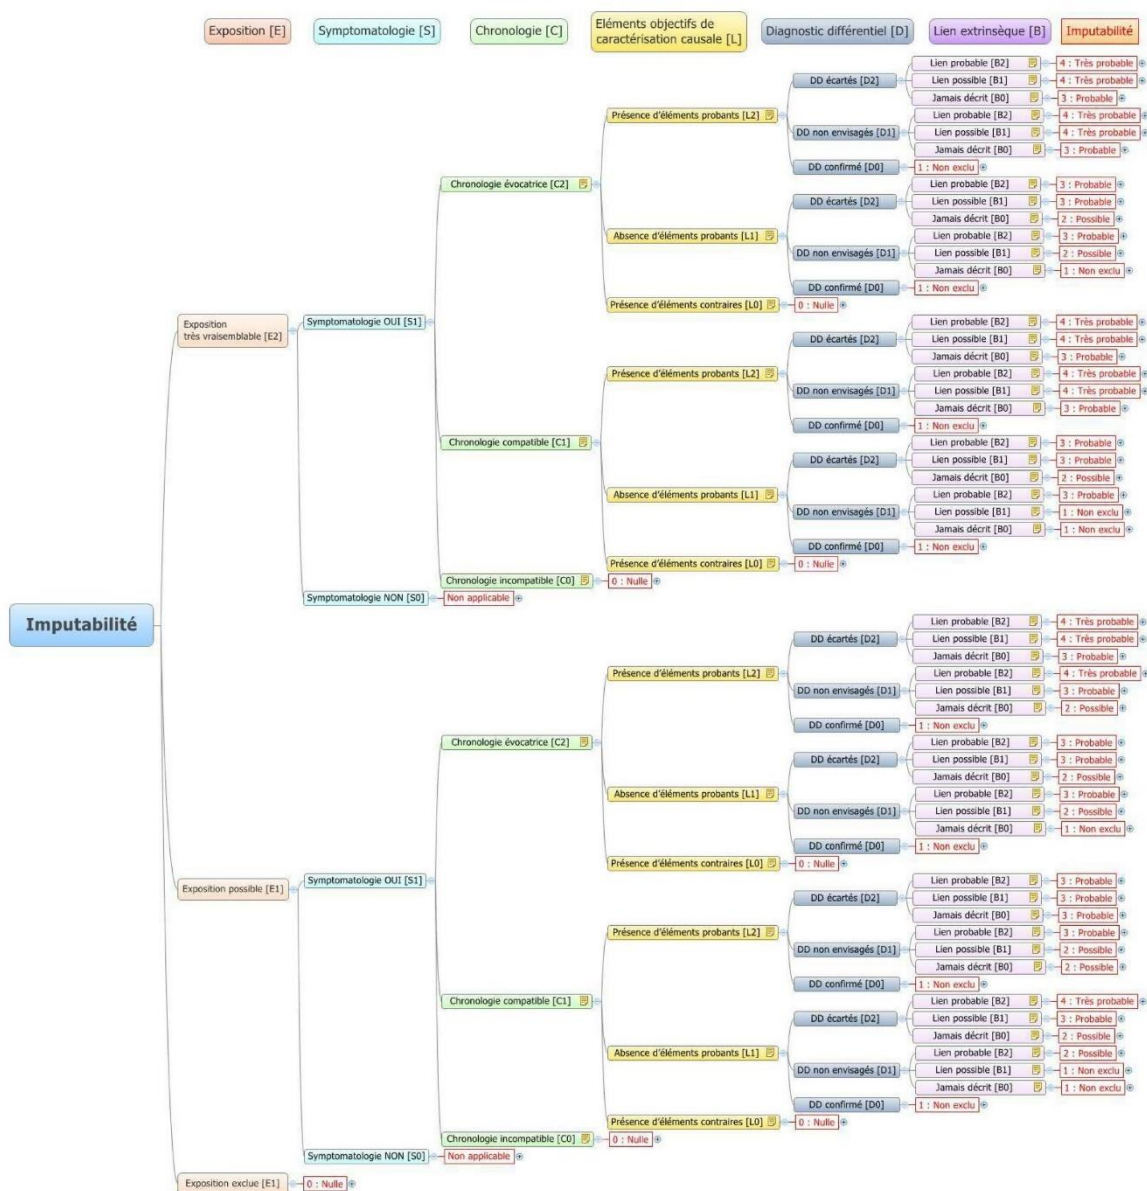 Exposition [E]
Symptomatologie [S]
Chronologie [C]
Eléments objectifs de
caractérisation causale [L]
Diagnostic différentiel [D]
Lien extrinsèque [B]
Imputabilité
Imputabilité
Exposition
très vraisemblable [E2]
Symptomatologie OUI [S1]
Chronologie évocatrice [C2]
Présence d'éléments probants [L2]
DD écartés [D2]
Lien probable [B2]
4 : Très probable
Lien possible [B1]
4 : Très probable
Jamais décrit [B0]
3 : Probable
DD non envisagés [D1]
Lien probable [B2]
4 : Très probable
Lien possible [B1]
4 : Très probable
Jamais décrit [B0]
3 : Probable
DD confirmé [D0]
1 : Non exclu
Absence d'éléments probants [L1]
DD écartés [D2]
Lien probable [B2]
3 : Probable
Lien possible [B1]
3 : Probable
Jamais décrit [B0]
2 : Possible
DD non envisagés [D1]
Lien probable [B2]
3 : Probable
Lien possible [B1]
2 : Possible
Jamais décrit [B0]
1 : Non exclu
DD confirmé [D0]
1 : Non exclu
Présence d'éléments contraires [L0]
0 : Nulle
Chronologie compatible [C1]
Présence d'éléments probants [L2]
DD écartés [D2]
Lien probable [B2]
4 : Très probable
Lien possible [B1]
4 : Très probable
Jamais décrit [B0]
3 : Probable
DD non envisagés [D1]
Lien probable [B2]
4 : Très probable
Lien possible [B1]
4 : Très probable
Jamais décrit [B0]
3 : Probable
DD confirmé [D0]
1 : Non exclu
Absence d'éléments probants [L1]
DD écartés [D2]
Lien probable [B2]
3 : Probable
Lien possible [B1]
3 : Probable
Jamais décrit [B0]
2 : Possible
DD non envisagés [D1]
Lien probable [B2]
3 : Probable
Lien possible [B1]
1 : Non exclu
Jamais décrit [B0]
1 : Non exclu
DD confirmé [D0]
1 : Non exclu
Présence d'éléments contraires [L0]
0 : Nulle
Chronologie incompatible [C0]
0 : Nulle
Symptomatologie NON [S0]
Non applicable
Exposition possible [E1]
Symptomatologie OUI [S1]
Chronologie évocatrice [C2]
Présence d'éléments probants [L2]
DD écartés [D2]
Lien probable [B2]
4 : Très probable
Lien possible [B1]
4 : Très probable
Jamais décrit [B0]
3 : Probable
DD non envisagés [D1]
Lien probable [B2]
4 : Très probable
Lien possible [B1]
3 : Probable
Jamais décrit [B0]
2 : Possible
DD confirmé [D0]
1 : Non exclu
Absence d'éléments probants [L1]
DD écartés [D2]
Lien probable [B2]
3 : Probable
Lien possible [B1]
3 : Probable
Jamais décrit [B0]
2 : Possible
DD non envisagés [D1]
Lien probable [B2]
3 : Probable
Lien possible [B1]
2 : Possible
Jamais décrit [B0]
1 : Non exclu
DD confirmé [D0]
1 : Non exclu
Présence d'éléments contraires [L0]
0 : Nulle
Chronologie compatible [C1]
Présence d'éléments probants [L2]
DD écartés [D2]
Lien probable [B2]
3 : Probable
Lien possible [B1]
3 : Probable
Jamais décrit [B0]
3 : Probable
DD non envisagés [D1]
Lien probable [B2]
3 : Probable
Lien possible [B1]
2 : Possible
Jamais décrit [B0]
2 : Possible
DD confirmé [D0]
1 : Non exclu
Absence d'éléments probants [L1]
DD écartés [D2]
Lien probable [B2]
4 : Très probable
Lien possible [B1]
3 : Probable
Jamais décrit [B0]
2 : Possible
DD non envisagés [D1]
Lien probable [B2]
2 : Possible
Lien possible [B1]
1 : Non exclu
Jamais décrit [B0]
1 : Non exclu
DD confirmé [D0]
1 : Non exclu
Présence d'éléments contraires [L0]
0 : Nulle
Chronologie incompatible [C0]
0 : Nulle
Symptomatologie NON [S0]
Non applicable
Exposition exclue [E1]
0 : Nulle